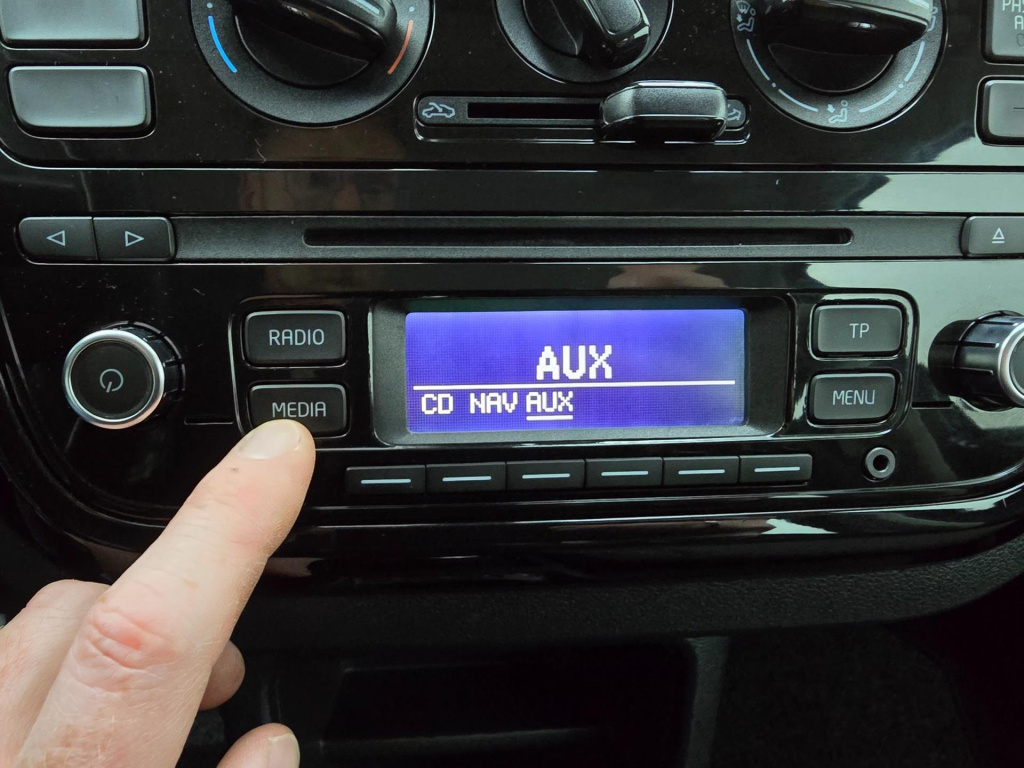 RADIO
MEDIA
AUX
CD NAV AUX
TP
MENU